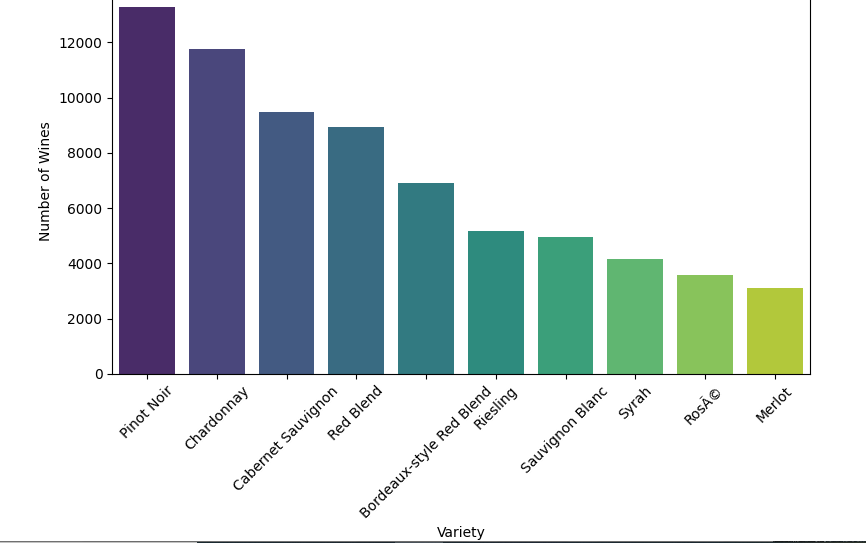 12000
10000
8000
6000
4000
2000
0
Number of Wines
Pinot Noir
Chardonnay
Cabernet Sauvignon
Red Blend
Bordeaux-style Red Blend
Riesling
Sauvignon Blanc
Syrah
RosÃ©
Merlot
Variety